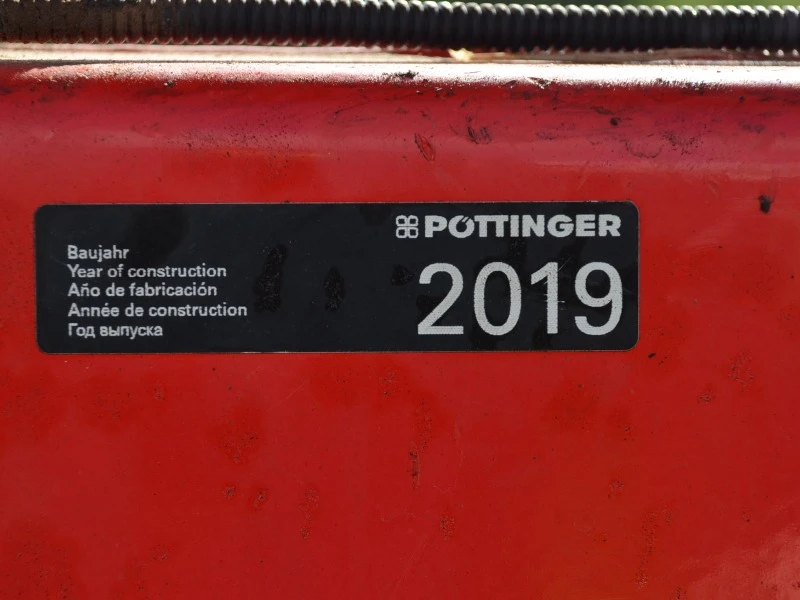 PÖTTINGER
Baujahr
Year of construction
Año de fabricación
Année de construction
Год выпуска
2019